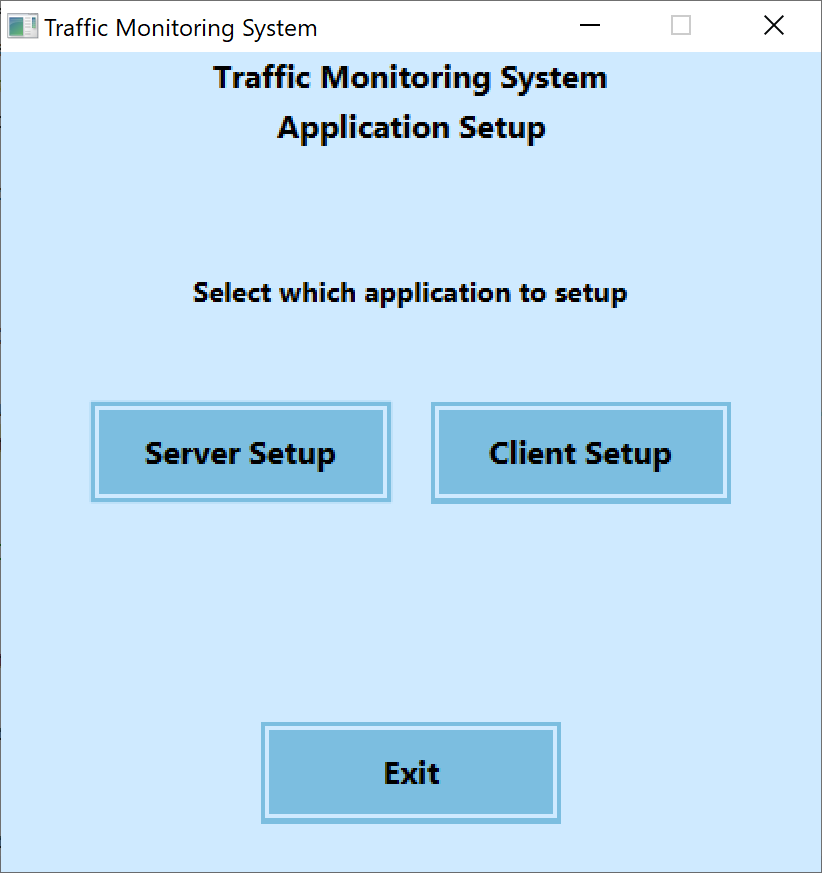 Traffic Monitoring System
Traffic Monitoring System
Application Setup
Select which application to setup
Server Setup
Client Setup
Exit